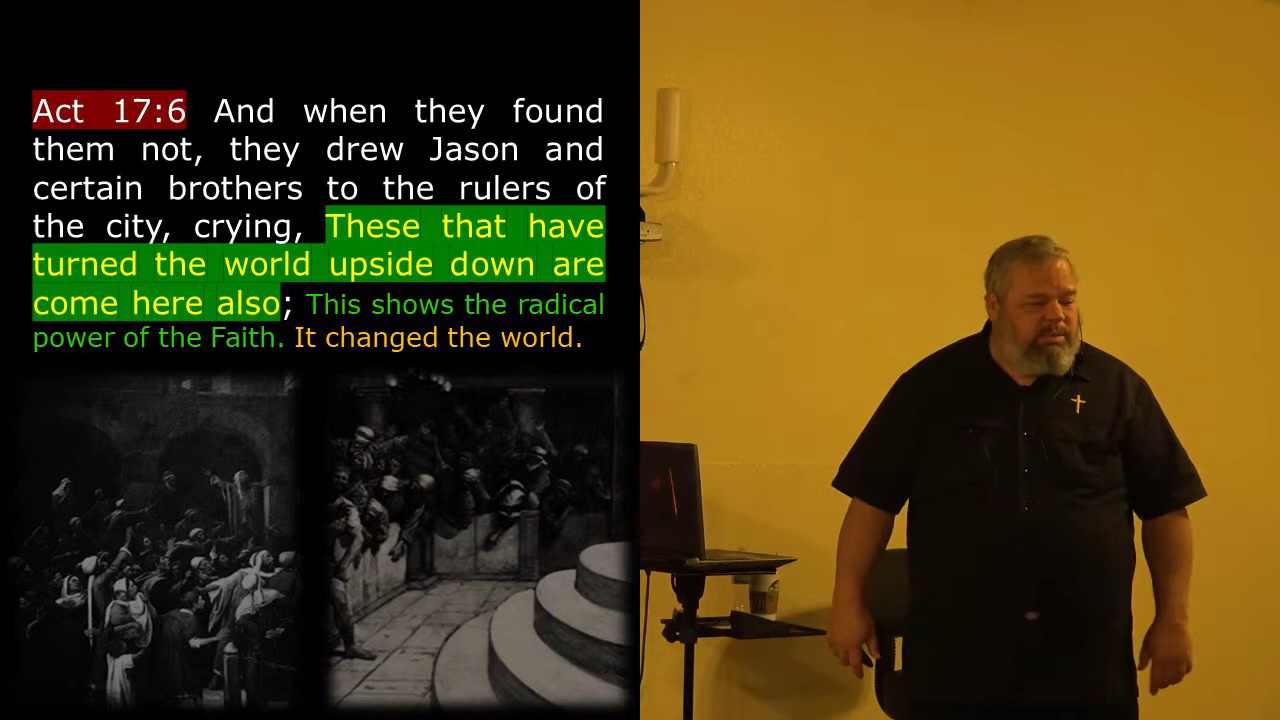 Act 17:6 And when they found
them not, they drew Jason and
certain brothers to the rulers of
the city, crying, These that have
turned the world upside down are
come here also; This shows the radical
power of the Faith. It changed the world.